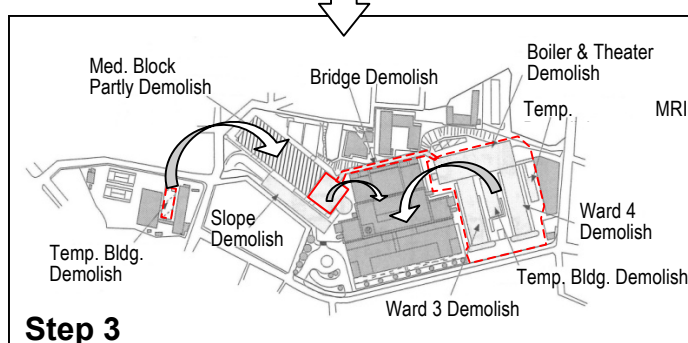 Med. Block
Partly Demolish
Bridge Demolish
Boiler & Theater
Demolish
Temp. MRI
Slope
Demolish
Ward 4
Demolish
Temp. Bldg.
Demolish
Temp. Bldg. Demolish
Ward 3 Demolish
Step 3